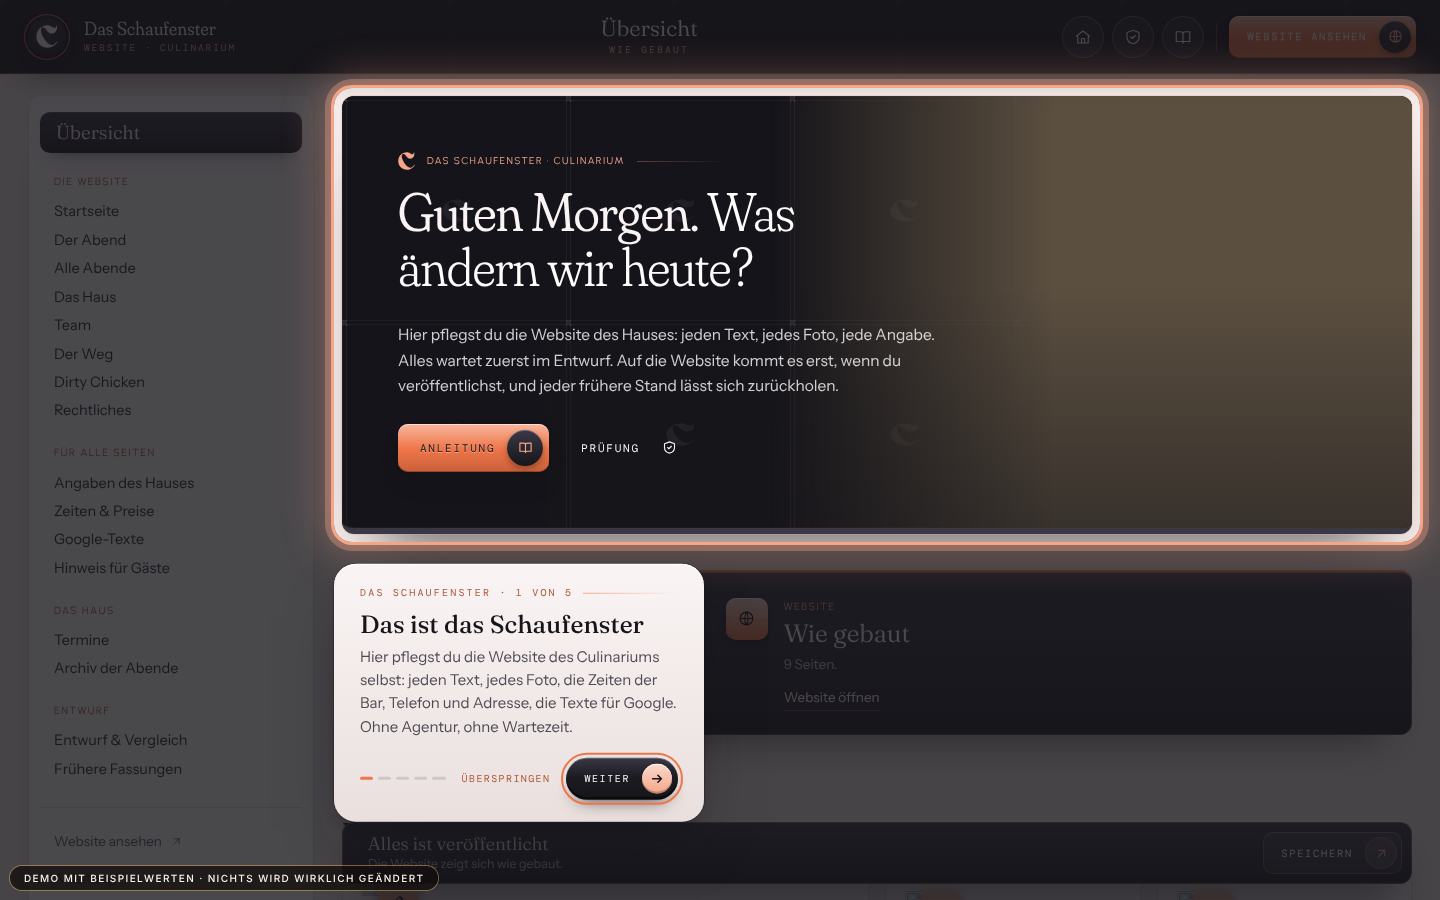 Das Schaufenster
WEBSITE · CULINARIUM
Übersicht
WIE GEBAUT
WEBSITE ANSEHEN
Übersicht
DIE WEBSITE
Startseite
Der Abend
Alle Abende
Das Haus
Team
Der Weg
Dirty Chicken
Rechtliches
FÜR ALLE SEITEN
Angaben des Hauses
Zeiten & Preise
Google-Texte
Hinweis für Gäste
DAS HAUS
Termine
Archiv der Abende
ENTWURF
Entwurf & Vergleich
Frühere Fassungen
Website ansehen
DAS SCHAUFENSTER · CULINARIUM
Guten Morgen. Was
ändern wir heute?
Hier pflegst du die Website des Hauses: jeden Text, jedes Foto, jede Angabe.
Alles wartet zuerst im Entwurf. Auf die Website kommt es erst, wenn du
veröffentlichst, und jeder frühere Stand lässt sich zurückholen.
ANLEITUNG
PRÜFUNG
DAS SCHAUFENSTER · 1 VON 5
Das ist das Schaufenster
Hier pflegst du die Website des Culinariums
selbst: jeden Text, jedes Foto, die Zeiten der
Bar, Telefon und Adresse, die Texte für Google.
Ohne Agentur, ohne Wartezeit.
ÜBERSPRINGEN
WEITER
WEBSITE
Wie gebaut
9 Seiten.
Website öffnen
Alles ist veröffentlicht
Die Website zeigt sich wie gebaut.
SPEICHERN
DEMO MIT BEISPIELWERTEN · NICHTS WIRD WIRKLICH GEÄNDERT